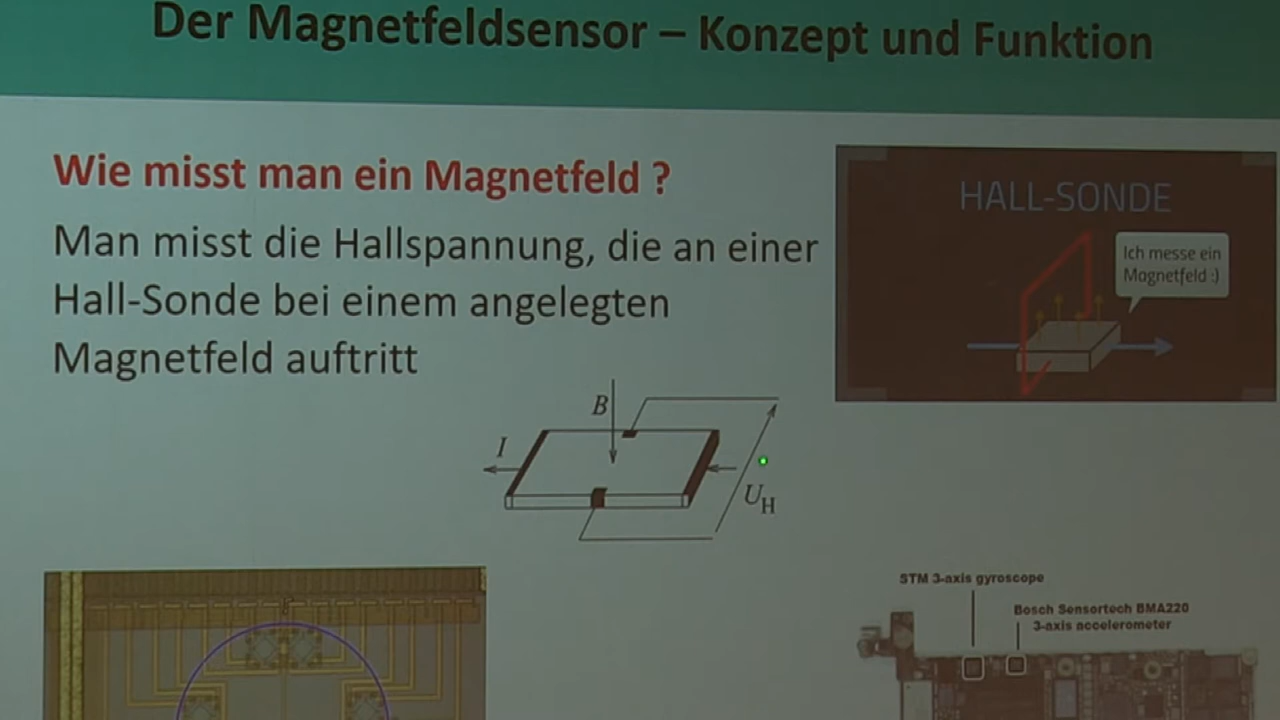 Der Magnetfeldsensor – Konzept und Funktion
Wie misst man ein Magnetfeld ?
Man misst die Hallspannung, die an einer
Hall-Sonde bei einem angelegten
Magnetfeld auftritt
HALL-SONDE
Ich messe ein
Magnetfeld :)
B
I
U_H
STM 3-axis gyroscope
Bosch Sensortech BMA220
3-axis accelerometer